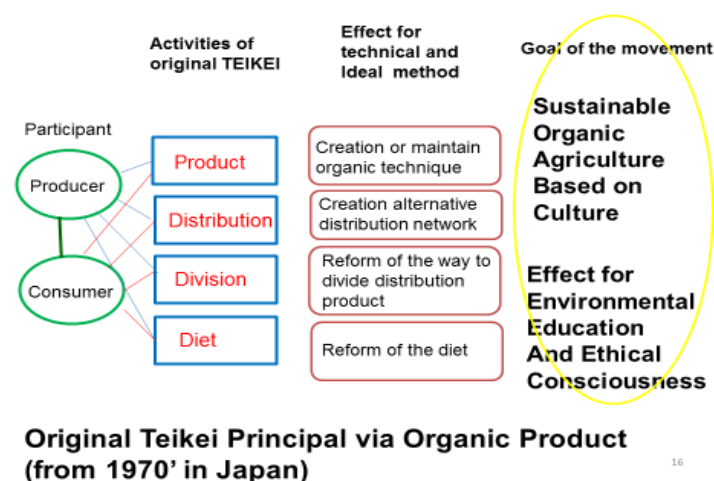 Activities of
original TEIKEI
Effect for
technical and
Ideal method
Goal of the movement
Participant
Producer
Consumer
Product
Distribution
Division
Diet
Creation or maintain
organic technique
Creation alternative
distribution network
Reform of the way to
divide distribution
product
Reform of the diet
Sustainable
Organic
Agriculture
Based on
Culture
Effect for
Environmental
Education
And Ethical
Consciousness
Original Teikei Principal via Organic Product
(from 1970’ in Japan)
16